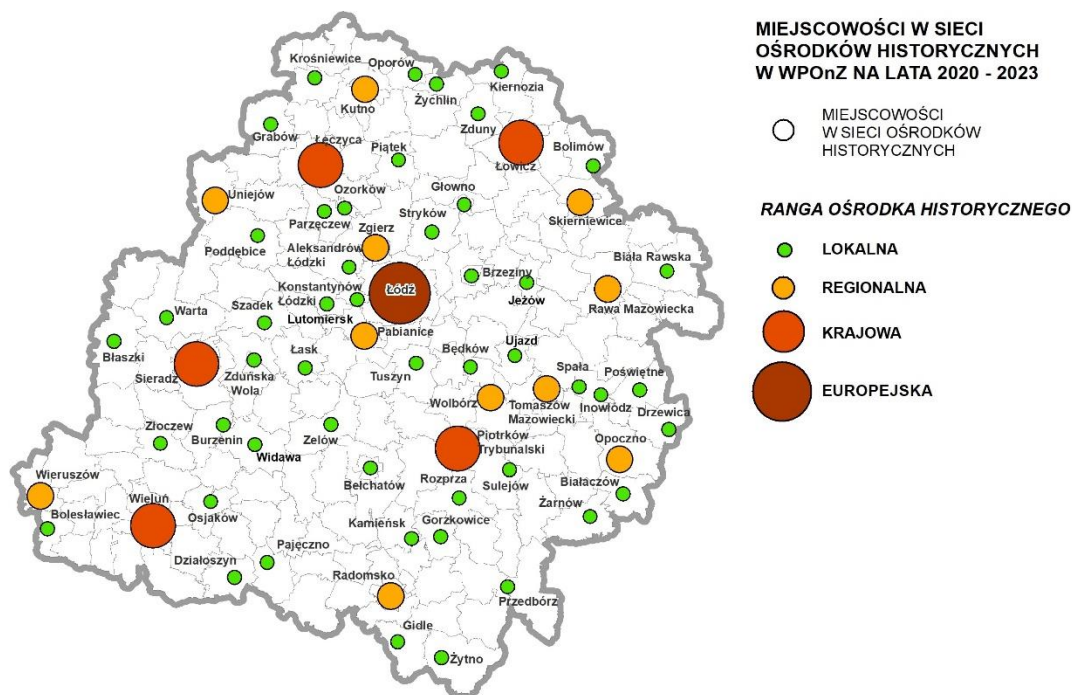 MIEJSCOWOŚCI W SIECI
OŚRODKÓW HISTORYCZNYCH
W WPOnZ NA LATA 2020 - 2023
MIEJSCOWOŚCI
W SIECI OŚRODKÓW
HISTORYCZNYCH
RANGA OŚRODKA HISTORYCZNEGO
LOKALNA
REGIONALNA
KRAJOWA
EUROPEJSKA
Krośniewice
Oporów
Kiernozia
Kutno
Żychlin
Zduny
Grabów
Łęczyca
Piątek
Łowicz
Bolimów
Uniejów
Ozorków
Głowno
Parzęczew
Stryków
Skierniewice
Zgierz
Poddębice
Aleksandrów
Łódzki
Biała Rawska
Brzeziny
Konstantynów
Łódzki
Łódź
Jeżów
Rawa Mazowiecka
Warta
Szadek
Lutomiersk
Pabianice
Błaszki
Sieradz
Zduńska
Wola
Łask
Tuszyn
Będków
Ujazd
Spała
Poświętne
Wolbórz
Tomaszów
Mazowiecki
Inowłódz
Drzewica
Złoczew
Burzenin
Widawa
Zelów
Piotrków
Trybunalski
Opoczno
Wieruszów
Bełchatów
Rozprza
Sulejów
Białaczów
Bolesławiec
Wieluń
Osjaków
Żarnów
Kamieńsk
Gorzkowice
Działoszyn
Pajęczno
Radomsko
Przedbórz
Gidle
Żytno